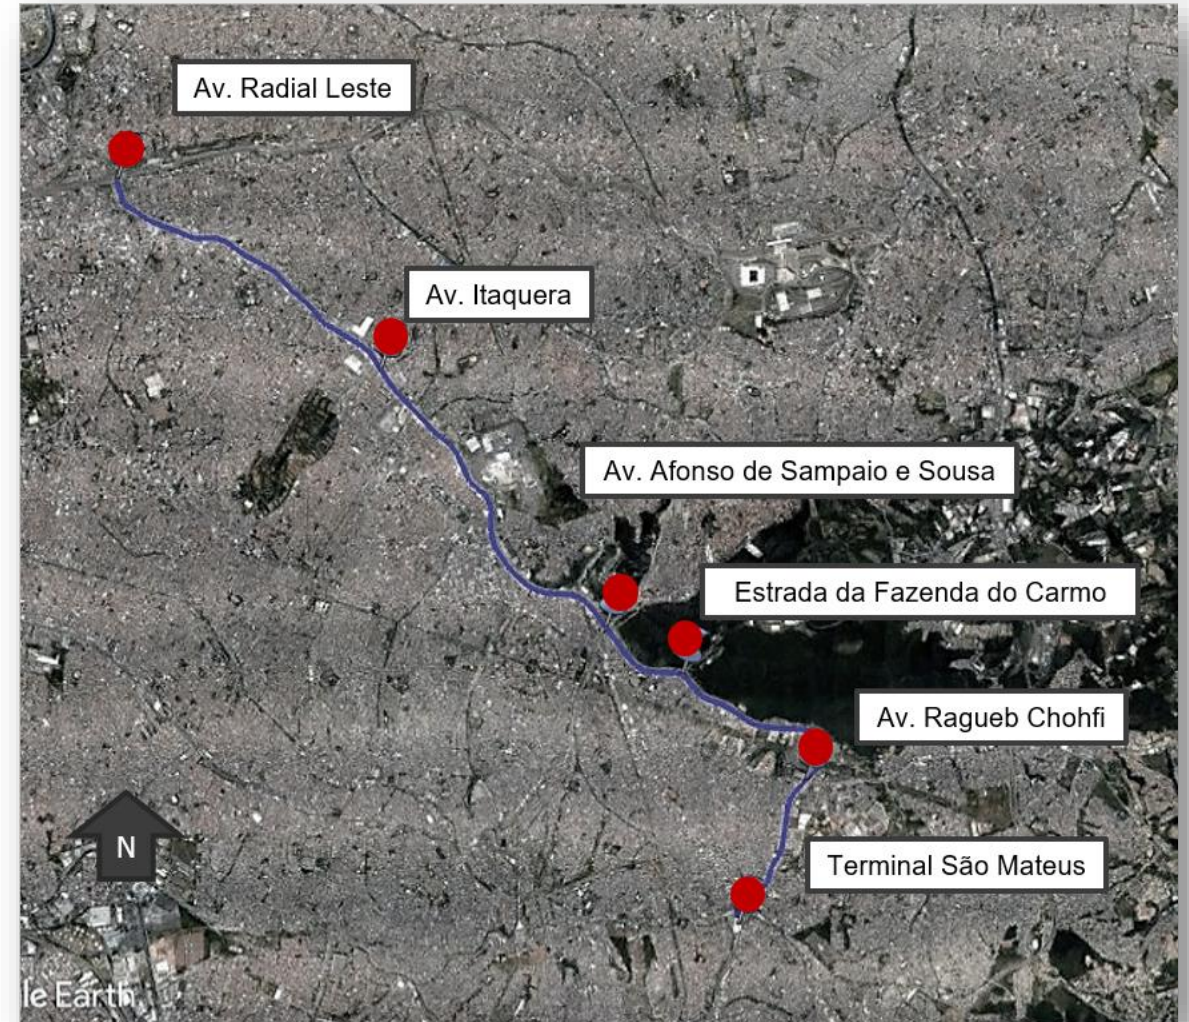 Av. Radial Leste
Av. Itaquera
Av. Afonso de Sampaio e Sousa
Estrada da Fazenda do Carmo
Av. Ragueb Chohfi
Terminal São Mateus
N
le Earth